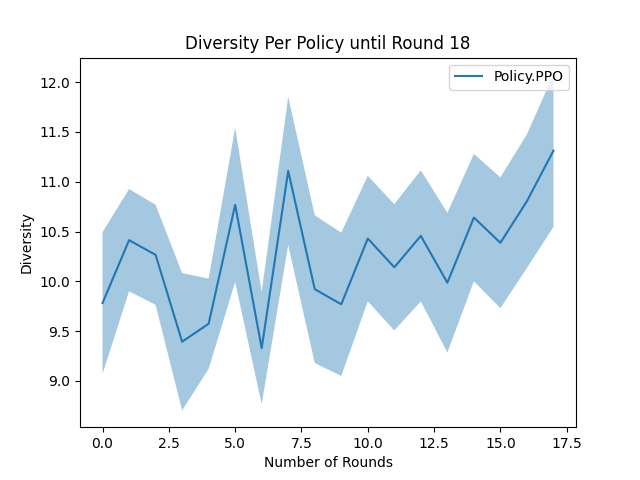 Diversity Per Policy until Round 18
Policy.PPO
12.0
11.5
11.0
10.5
10.0
9.5
9.0
Diversity
0.0 2.5 5.0 7.5 10.0 12.5 15.0 17.5
Number of Rounds